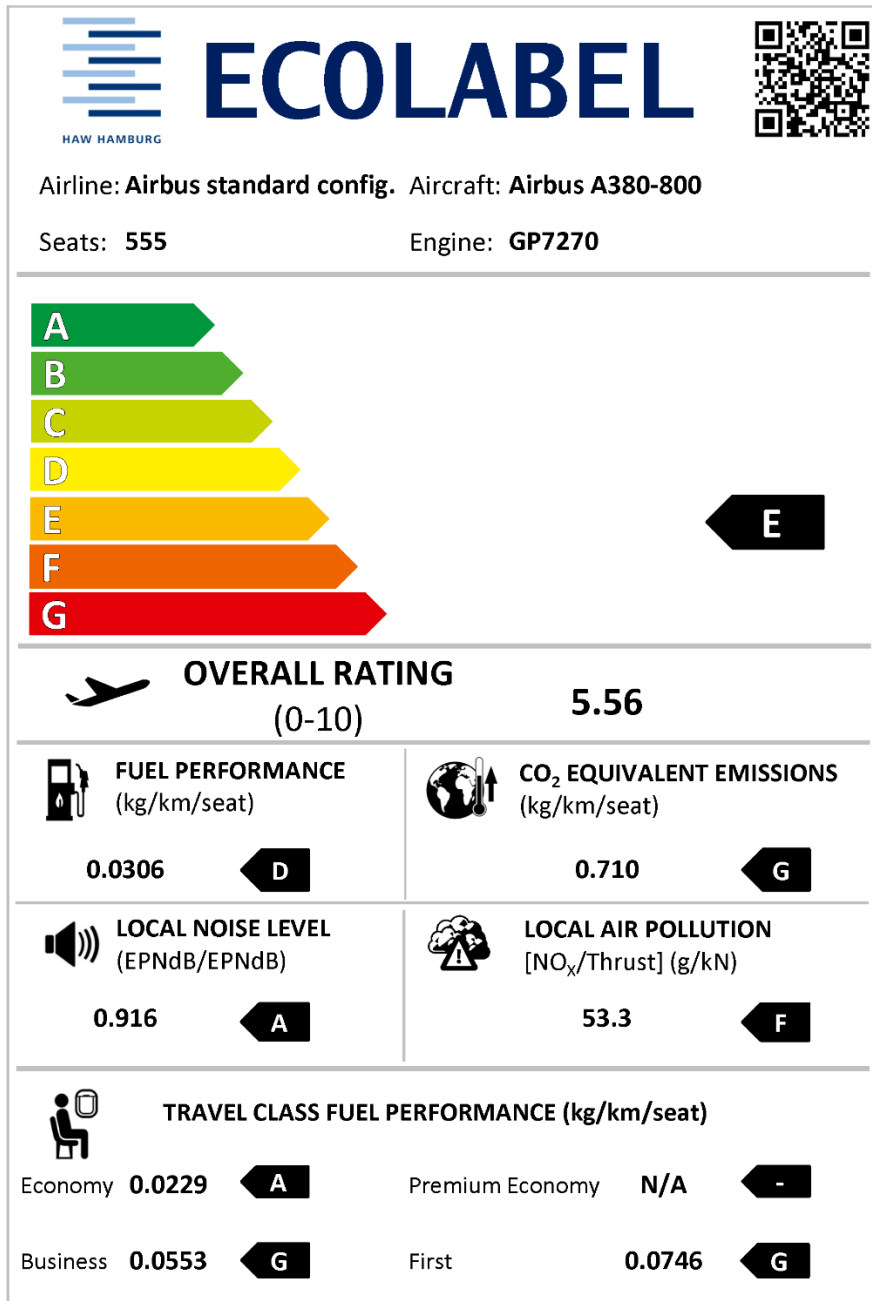 ECOLABEL
HAW HAMBURG
Airline: Airbus standard config. Aircraft: Airbus A380-800
Seats: 555 Engine: GP7270
A
B
C
D
E
E
F
G
OVERALL RATING
(0-10)
5.56
FUEL PERFORMANCE
(kg/km/seat)
0.0306 D
CO₂ EQUIVALENT EMISSIONS
(kg/km/seat)
0.710 G
LOCAL NOISE LEVEL
(EPNdB/EPNdB)
0.916 A
LOCAL AIR POLLUTION
[NOₓ/Thrust] (g/kN)
53.3 F
TRAVEL CLASS FUEL PERFORMANCE (kg/km/seat)
Economy 0.0229 A Premium Economy N/A -
Business 0.0553 G First 0.0746 G